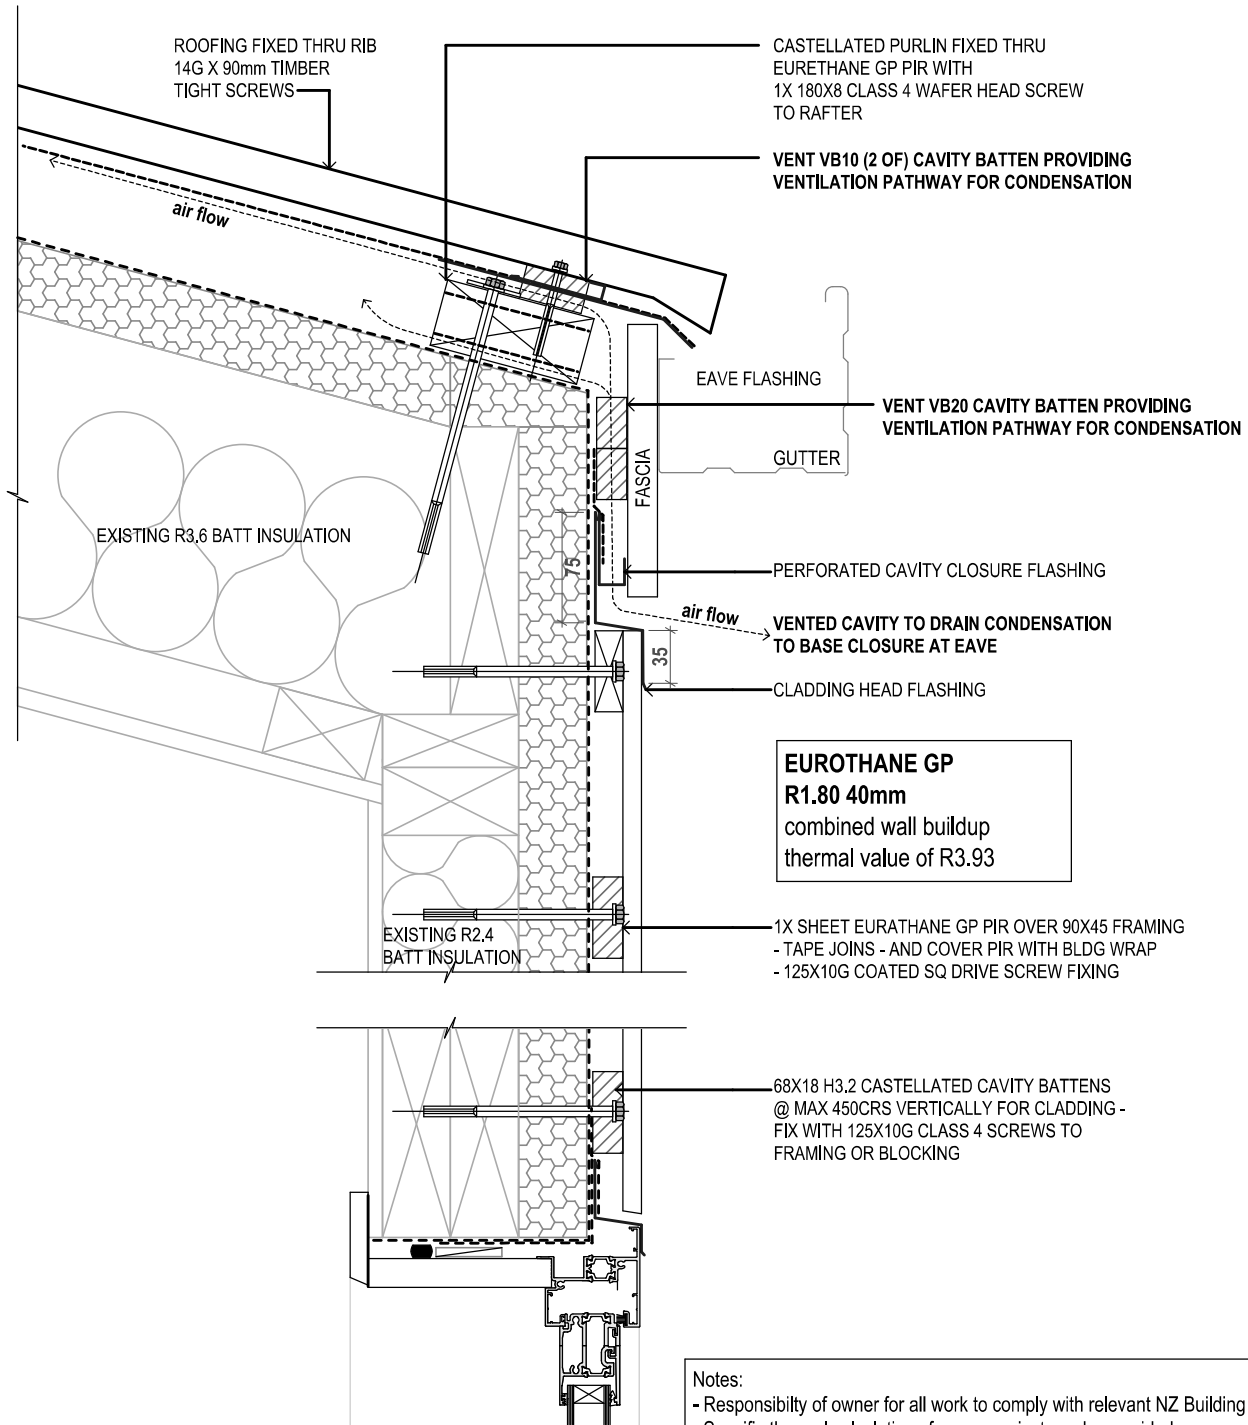 ROOFING FIXED THRU RIB
14G X 90mm TIMBER
TIGHT SCREWS
CASTELLATED PURLIN FIXED THRU
EURETHANE GP PIR WITH
1X 180X8 CLASS 4 WAFER HEAD SCREW
TO RAFTER
VENT VB10 (2 OF) CAVITY BATTEN PROVIDING
VENTILATION PATHWAY FOR CONDENSATION
air flow
EAVE FLASHING
VENT VB20 CAVITY BATTEN PROVIDING
VENTILATION PATHWAY FOR CONDENSATION
GUTTER
FASCIA
EXISTING R3.6 BATT INSULATION
75
PERFORATED CAVITY CLOSURE FLASHING
air flow
VENTED CAVITY TO DRAIN CONDENSATION
TO BASE CLOSURE AT EAVE
35
CLADDING HEAD FLASHING
EUROTHANE GP
R1.80 40mm
combined wall buildup
thermal value of R3.93
EXISTING R2.4
BATT INSULATION
1X SHEET EURATHANE GP PIR OVER 90X45 FRAMING
- TAPE JOINS - AND COVER PIR WITH BLDG WRAP
- 125X10G COATED SQ DRIVE SCREW FIXING
68X18 H3.2 CASTELLATED CAVITY BATTENS
@ MAX 450CRS VERTICALLY FOR CLADDING -
FIX WITH 125X10G CLASS 4 SCREWS TO
FRAMING OR BLOCKING
Notes:
- Responsibilty of owner for all work to comply with relevant NZ Building